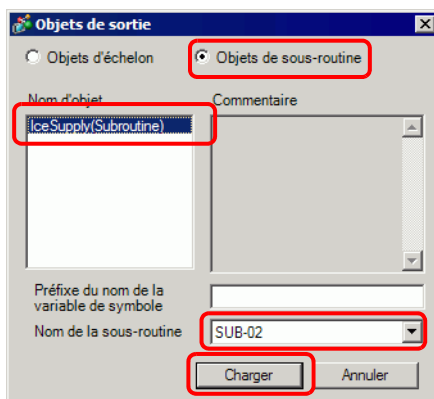 Objets de sortie
Objets d'échelon Objets de sous-routine
Nom d'objet Commentaire
IceSupply(Subroutine)
Préfixe du nom de la
variable de symbole
Nom de la sous-routine SUB-02
Charger Annuler